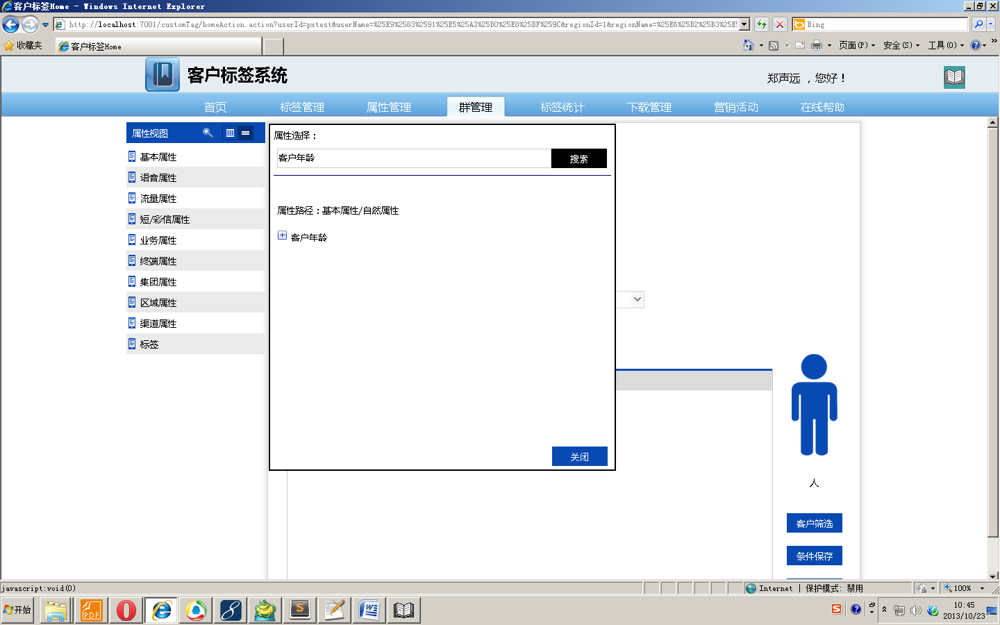 客户标签Home - Windows Internet Explorer
http://localhost:7001/customTag/homeAction.action?userId=pxtest&userName=%25E9%2583%2591%25E5%25A3%25B0%25E8%25BF%259C&regionId=1&regionName=%25E6%25B2%25B3%25E5
Bing
收藏夹
客户标签Home
页面(P)
安全(S)
工具(O)
客户标签系统
郑声远 ，您好！
首页 标签管理 属性管理 群管理 标签统计 下载管理 营销活动 在线帮助
属性视图
基本属性
语音属性
流量属性
短/彩信属性
业务属性
终端属性
集团属性
区域属性
渠道属性
标签
属性选择：
客户年龄
搜索
属性路径：基本属性/自然属性
客户年龄
关闭
人
客户筛选
条件保存
javascript:void(0)
Internet | 保护模式: 禁用
100%
开始
PDF
10:45
2013/10/23